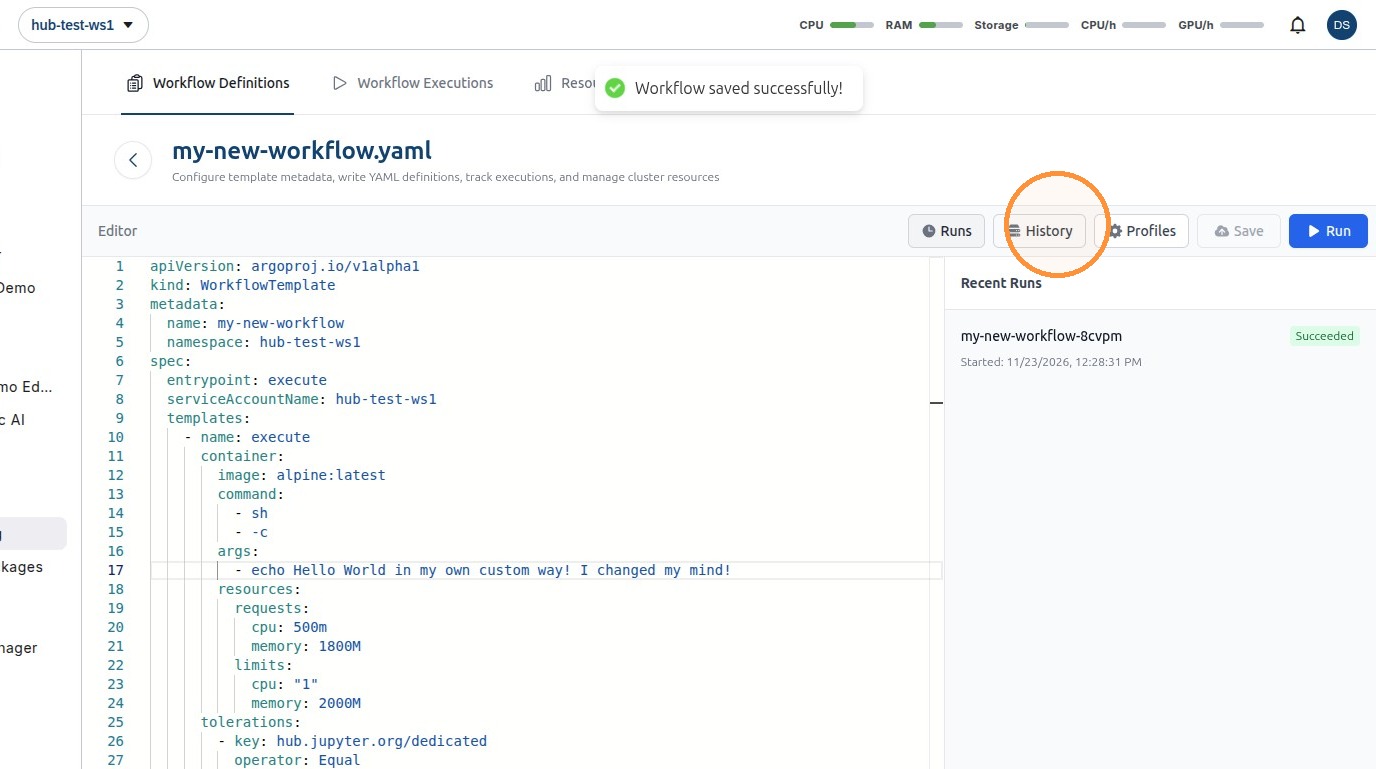 hub-test-ws1
CPU RAM Storage CPU/h GPU/h DS
Workflow Definitions Workflow Executions
Workflow saved successfully!
my-new-workflow.yaml
Configure template metadata, write YAML definitions, track executions, and manage cluster resources
Editor Runs History Profiles Save Run
1 apiVersion: argoproj.io/v1alpha1
2 kind: WorkflowTemplate
3 metadata:
4 name: my-new-workflow
5 namespace: hub-test-ws1
6 spec:
7 entrypoint: execute
8 serviceAccountName: hub-test-ws1
9 templates:
10 - name: execute
11 container:
12 image: alpine:latest
13 command:
14 - sh
15 - -c
16 args:
17 - echo Hello World in my own custom way! I changed my mind!
18 resources:
19 requests:
20 cpu: 500m
21 memory: 1800M
22 limits:
23 cpu: "1"
24 memory: 2000M
25 tolerations:
26 - key: hub.jupyter.org/dedicated
27 operator: Equal
Recent Runs
my-new-workflow-8cvpm Succeeded
Started: 11/23/2026, 12:28:31 PM
Demo
mo Ed...
c AI
kages
nager